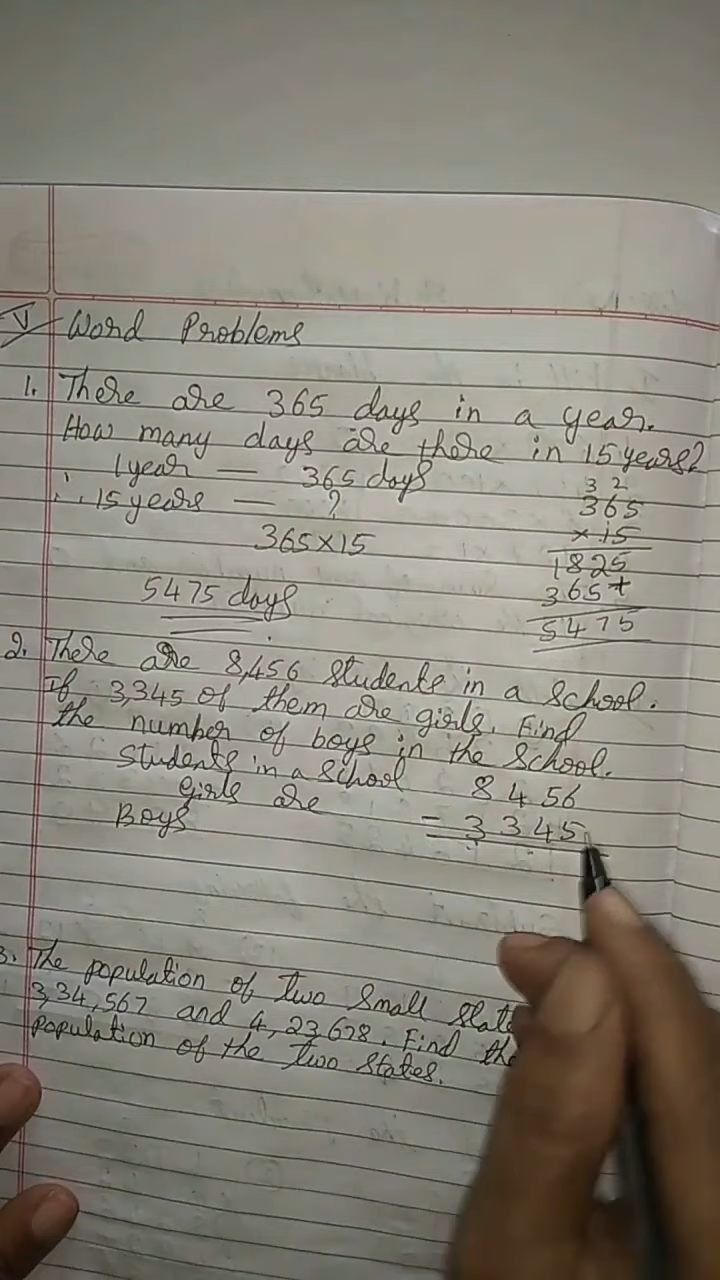 V Word Problems
1. There are 365 days in a year.
How many days are there in 15 years?
1 year — 365 days
∴ 15 years — ?
365×15
5475 days
3 2
365
×15
1825
365+
5475
2. There are 8,456 students in a school.
If 3,345 of them are girls. Find
the number of boys in the school.
Students in a school 8456
Girls are - 3345
Boys
3. The population of two small
3,34,567 and 4,23,678. Find the
population of the two states.